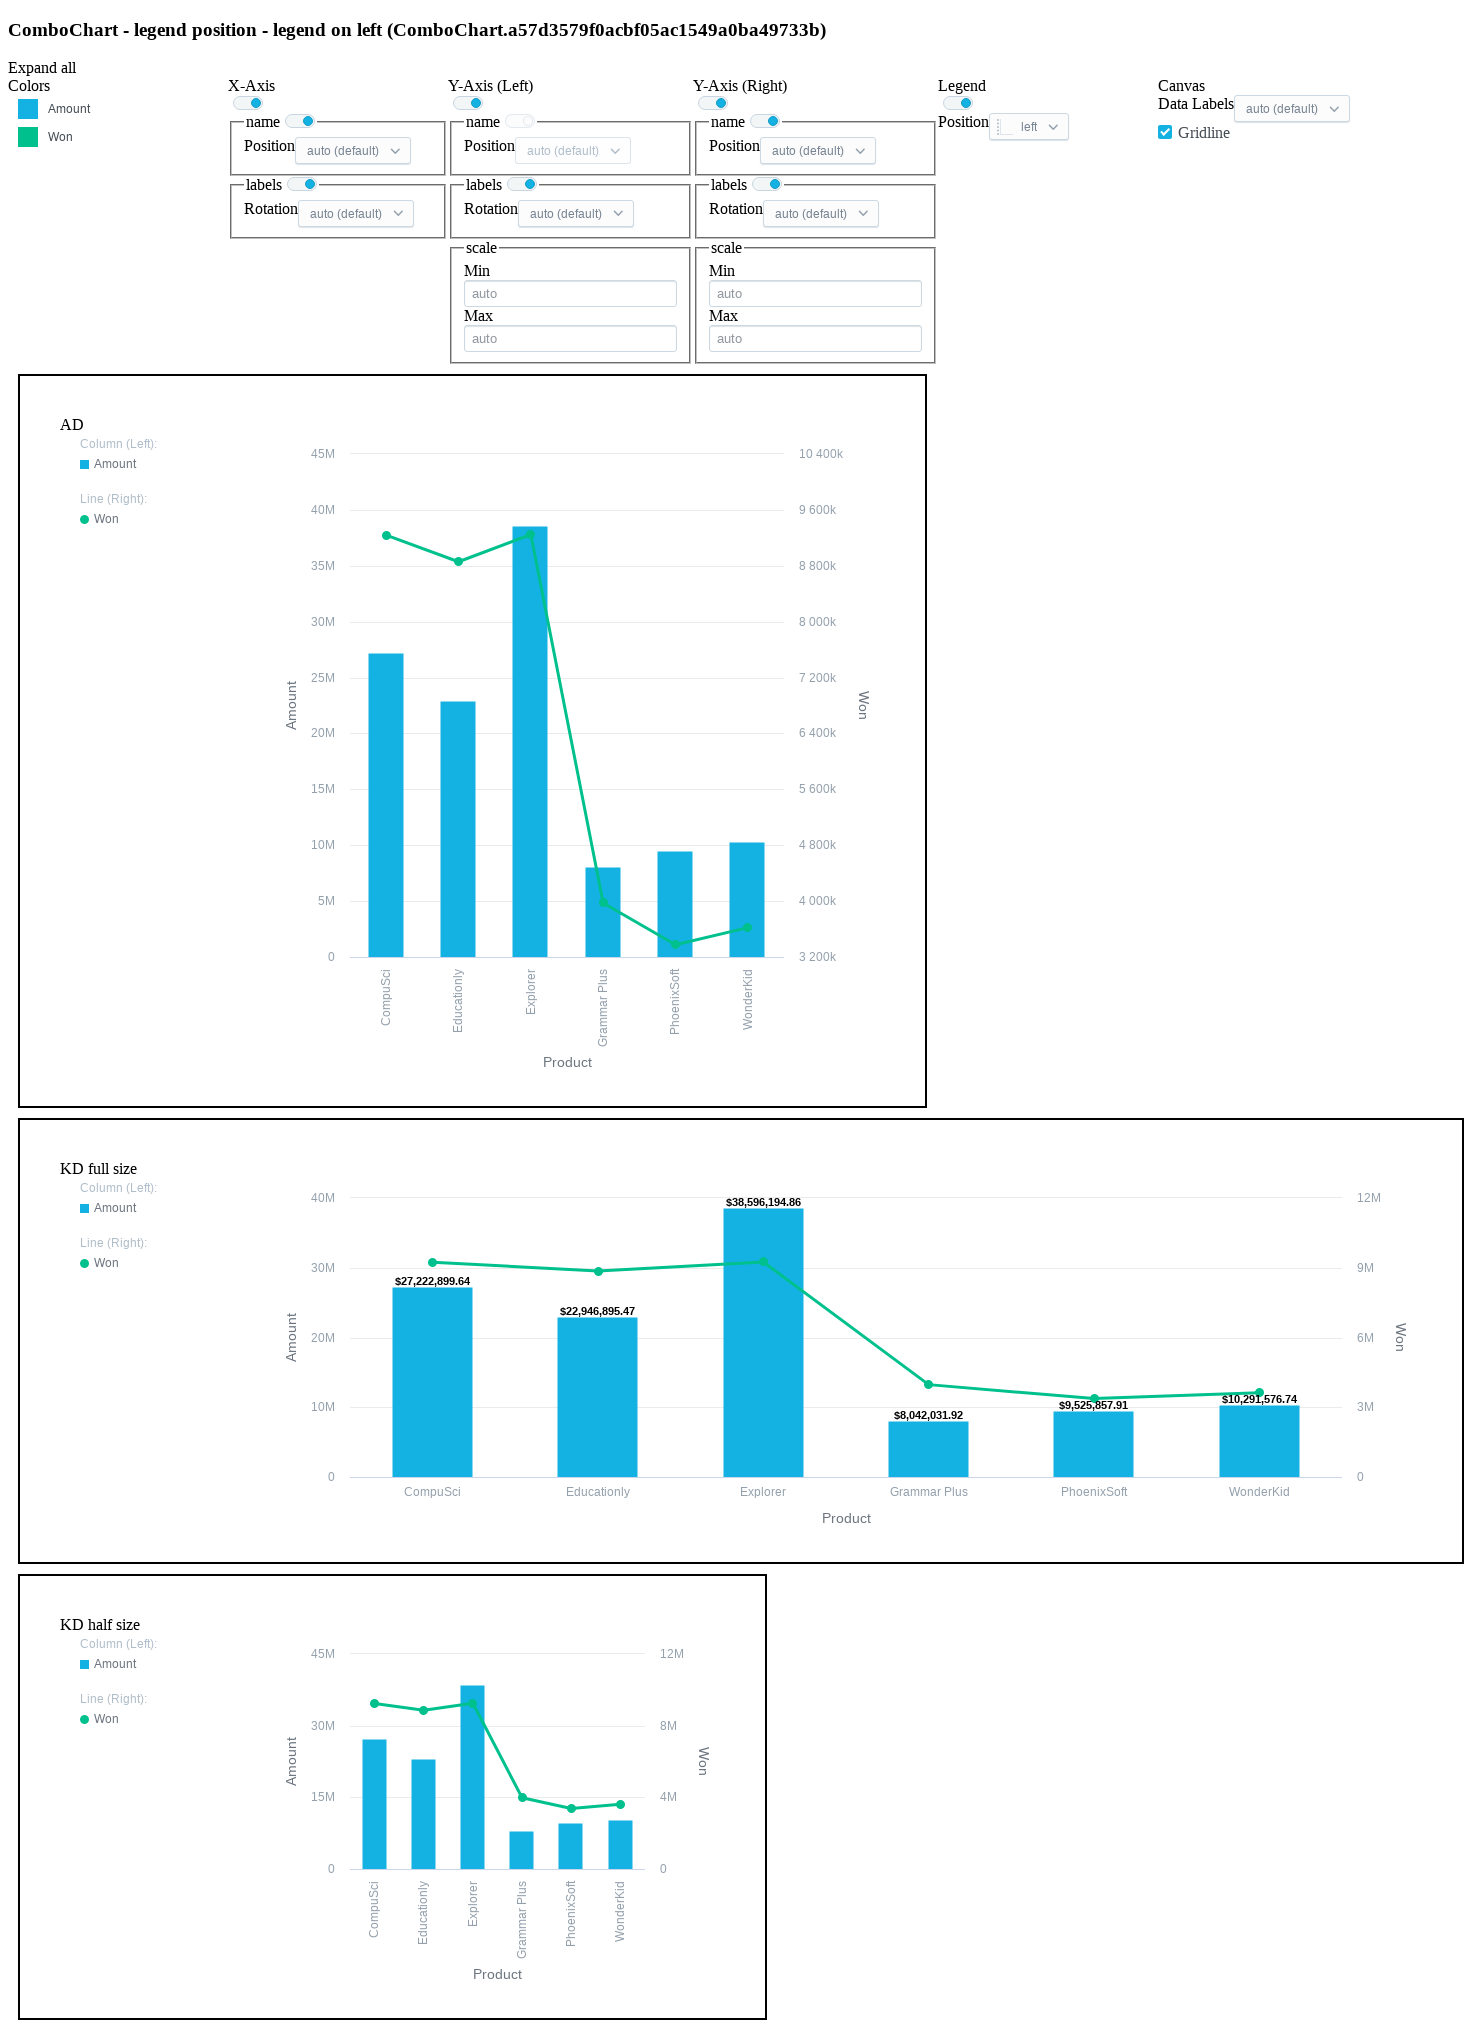 ComboChart - legend position - legend on left (ComboChart.a57d3579f0acbf05ac1549a0ba49733b)
Expand all
Colors
Amount
Won
X-Axis
name
Position auto (default)
labels
Rotation auto (default)
Y-Axis (Left)
name
Position auto (default)
labels
Rotation auto (default)
scale
Min
auto
Max
auto
Y-Axis (Right)
name
Position auto (default)
labels
Rotation auto (default)
scale
Min
auto
Max
auto
Legend
Position left
Canvas
Data Labels auto (default)
Gridline
AD
Column (Left):
Amount
Line (Right):
Won
Amount
45M
40M
35M
30M
25M
20M
15M
10M
5M
0
10 400k
9 600k
8 800k
8 000k
7 200k
6 400k
5 600k
4 800k
4 000k
3 200k
Won
CompuSci
Educationly
Explorer
Grammar Plus
PhoenixSoft
WonderKid
Product
KD full size
Column (Left):
Amount
Line (Right):
Won
Amount
40M
30M
20M
10M
0
$27,222,899.64
$22,946,895.47
$38,596,194.86
$8,042,031.92
$9,525,857.91
$10,291,576.74
12M
9M
6M
3M
0
Won
CompuSci
Educationly
Explorer
Grammar Plus
PhoenixSoft
WonderKid
Product
KD half size
Column (Left):
Amount
Line (Right):
Won
Amount
45M
30M
15M
0
12M
8M
4M
0
Won
CompuSci
Educationly
Explorer
Grammar Plus
PhoenixSoft
WonderKid
Product